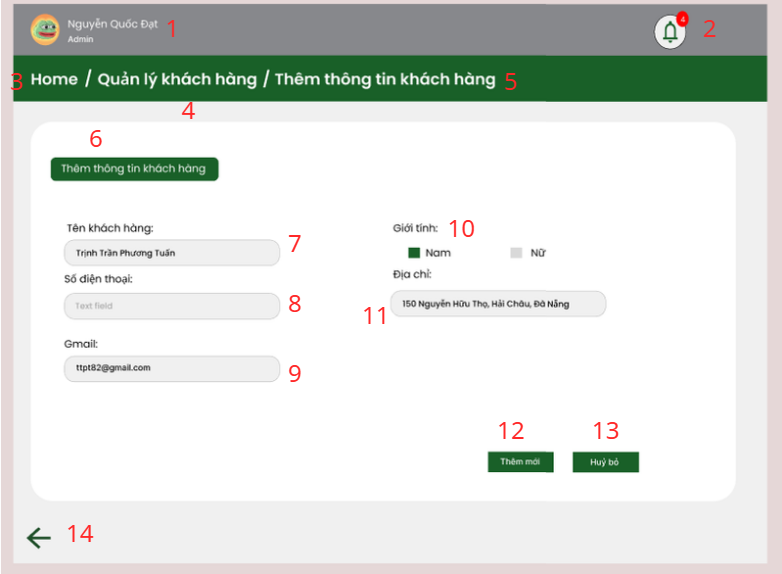 Nguyễn Quốc Đạt 1
Admin
4
2
3 Home / Quản lý khách hàng / Thêm thông tin khách hàng 5
4
6
Thêm thông tin khách hàng
Tên khách hàng:
Trịnh Trần Phương Tuấn 7
Số điện thoại:
Text field 8
Gmail:
ttpt82@gmail.com 9
Giới tính: 10
Nam Nữ
Địa chỉ:
11 150 Nguyễn Hữu Thọ, Hải Châu, Đà Nẵng
12 13
Thêm mới Huỷ bỏ
14